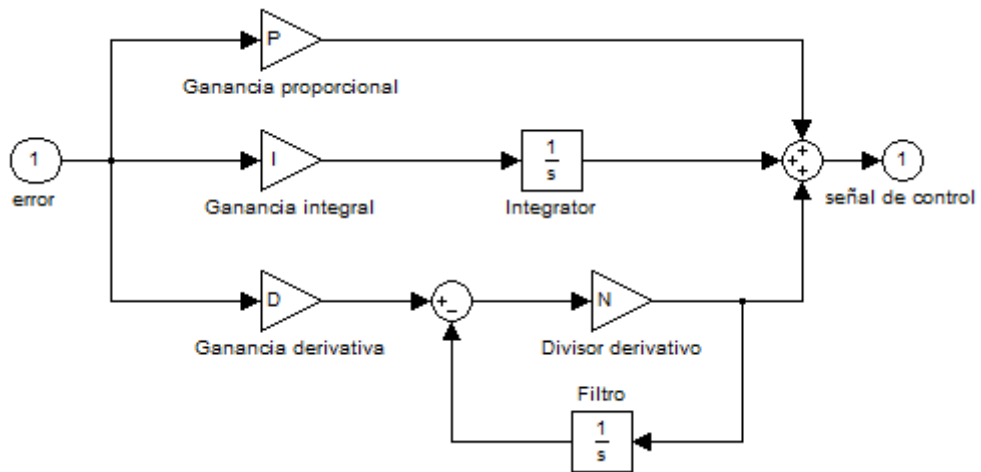 P
Ganancia proporcional
1
error
I
Ganancia integral
1
s
Integrator
+
+
+
1
señal de control
D
Ganancia derivativa
+
−
N
Divisor derivativo
Filtro
1
s